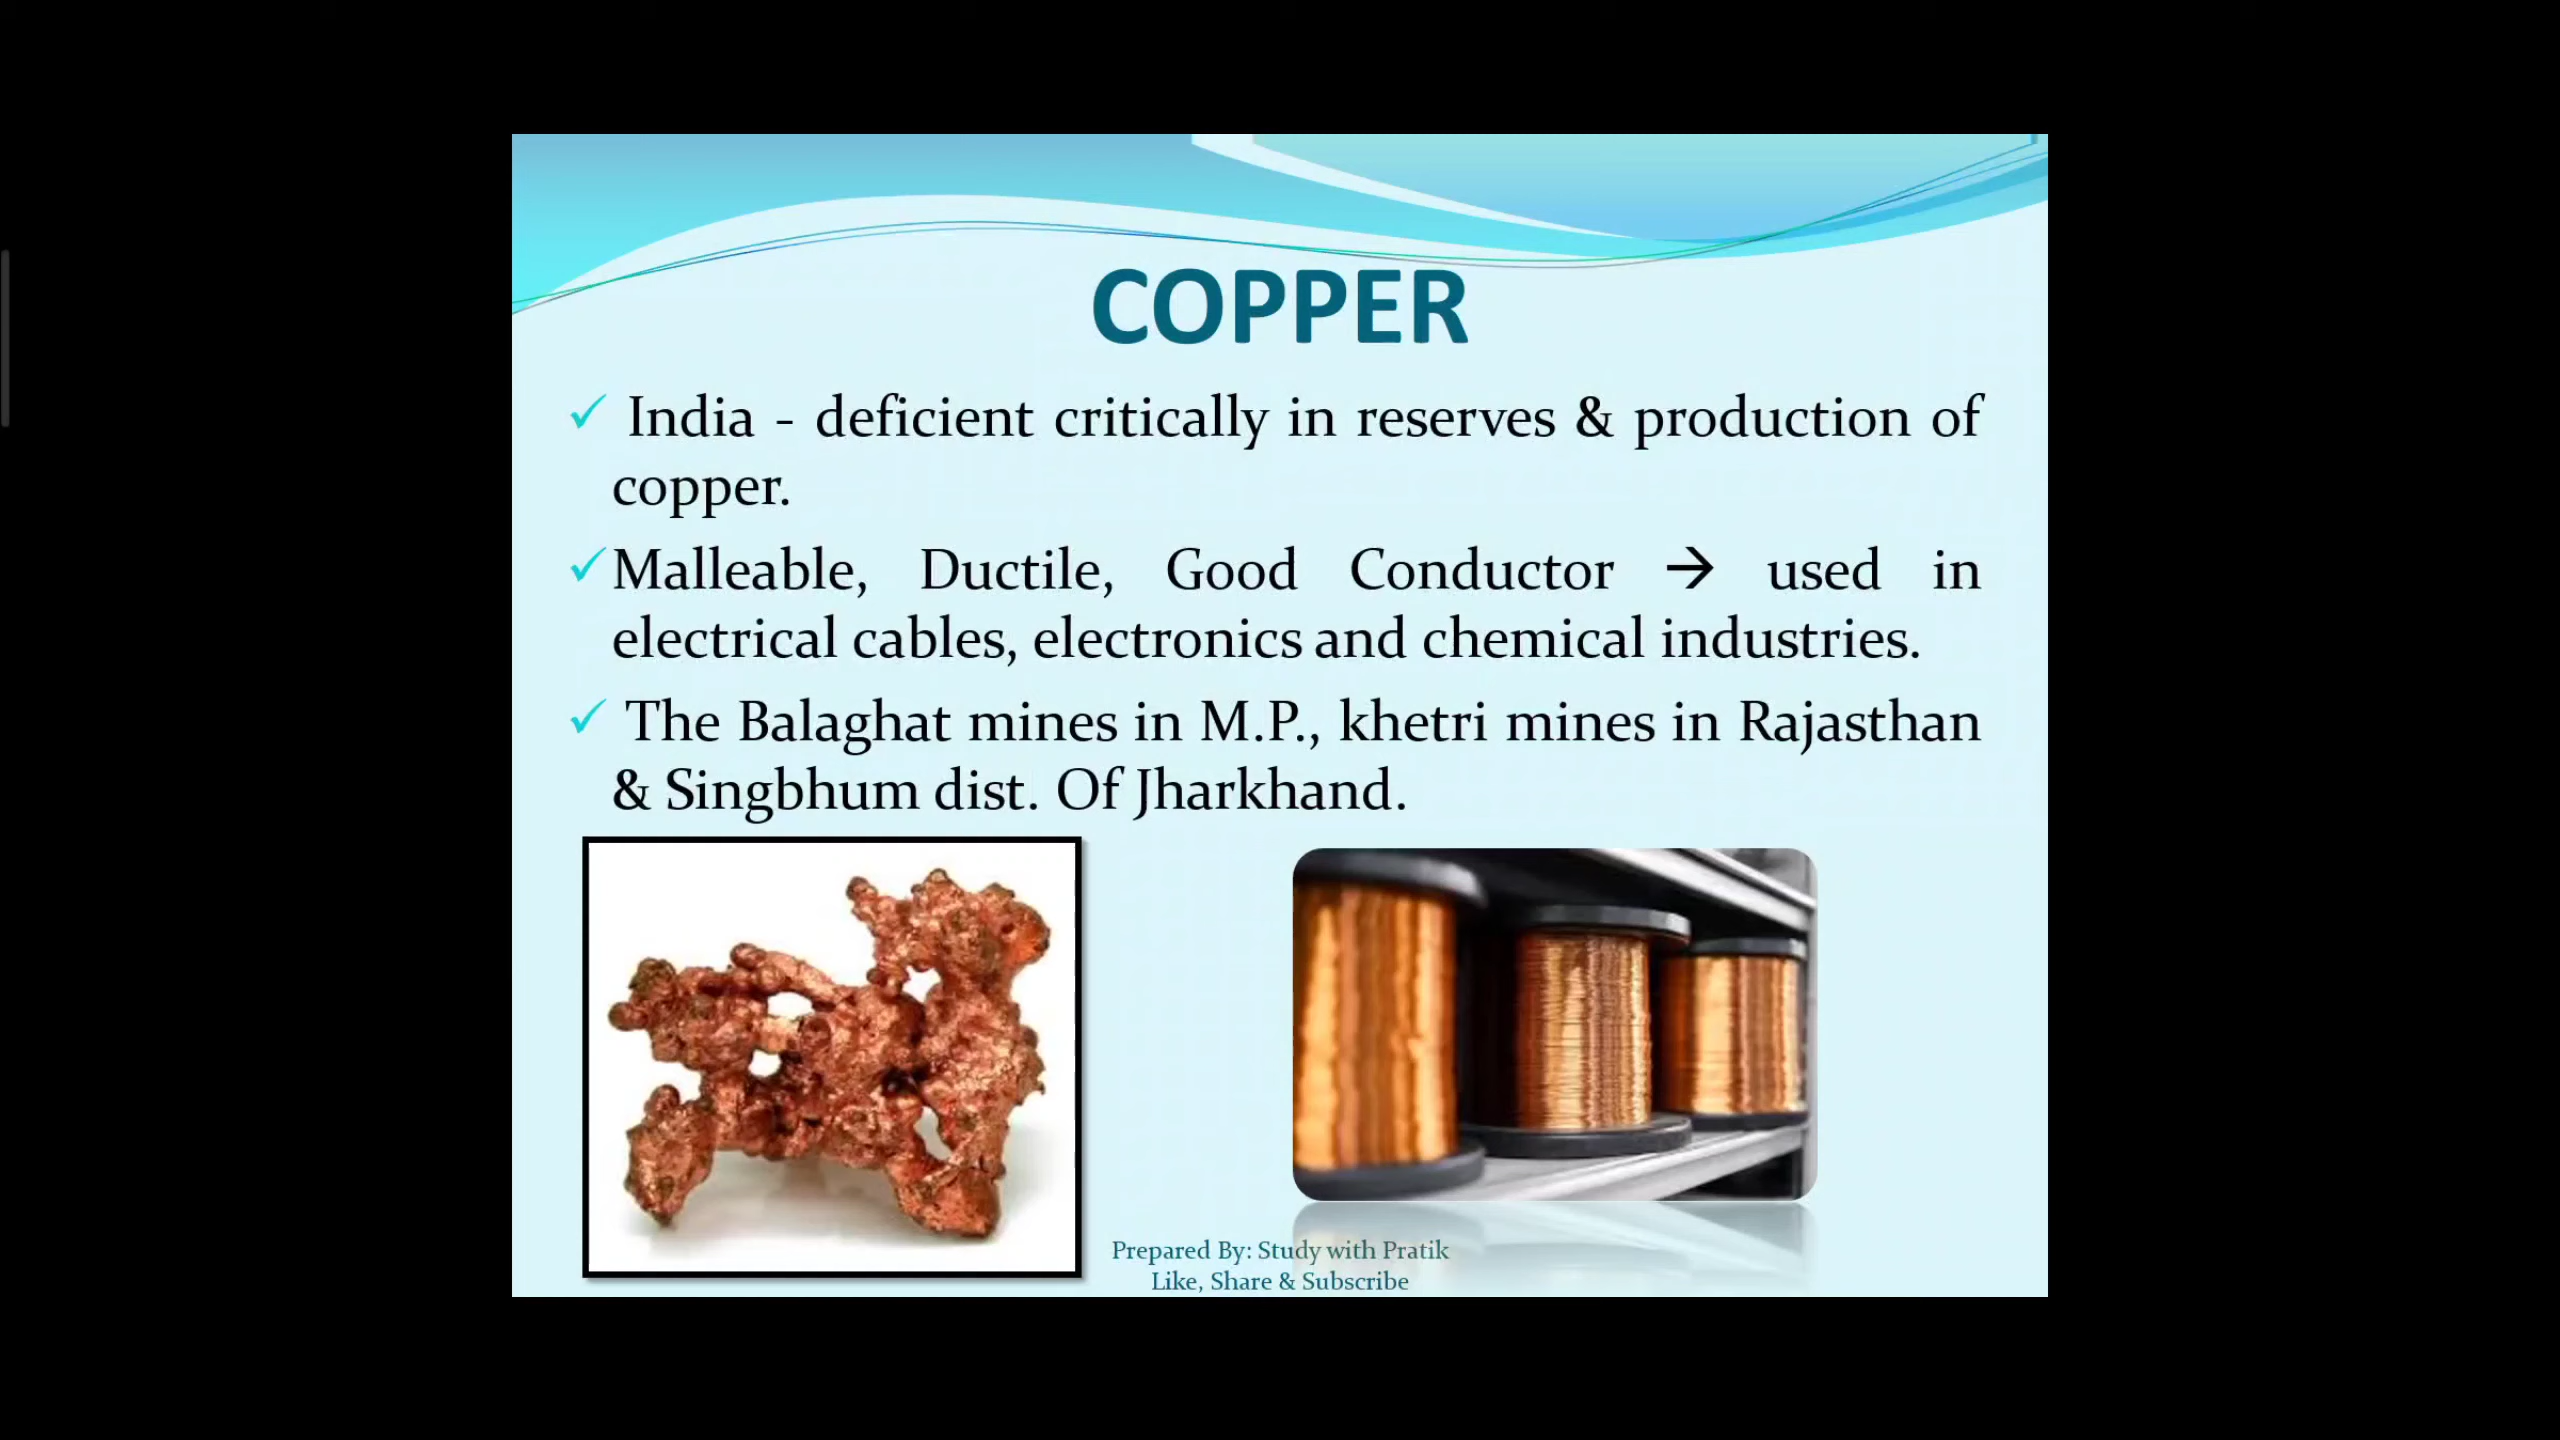 COPPER
India - deficient critically in reserves & production of
copper.
Malleable, Ductile, Good Conductor → used in
electrical cables, electronics and chemical industries.
The Balaghat mines in M.P., khetri mines in Rajasthan
& Singbhum dist. Of Jharkhand.
Prepared By: Study with Pratik
Like, Share & Subscribe